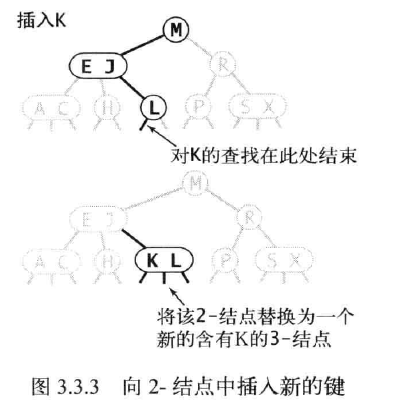 插入K
M
E J
R
A C
H
L
P
S X
对K的查找在此处结束
M
E J
R
A C
H
K L
P
S X
将该2-结点替换为一个
新的含有K的3-结点
图 3.3.3 向 2- 结点中插入新的键